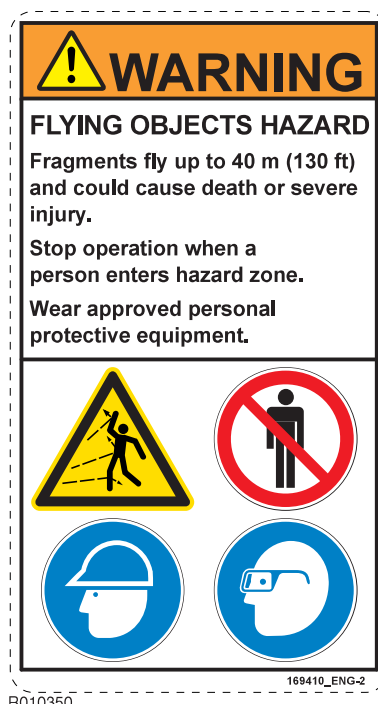 WARNING
FLYING OBJECTS HAZARD
Fragments fly up to 40 m (130 ft)
and could cause death or severe
injury.
Stop operation when a
person enters hazard zone.
Wear approved personal
protective equipment.
169410_ENG-2
R010350